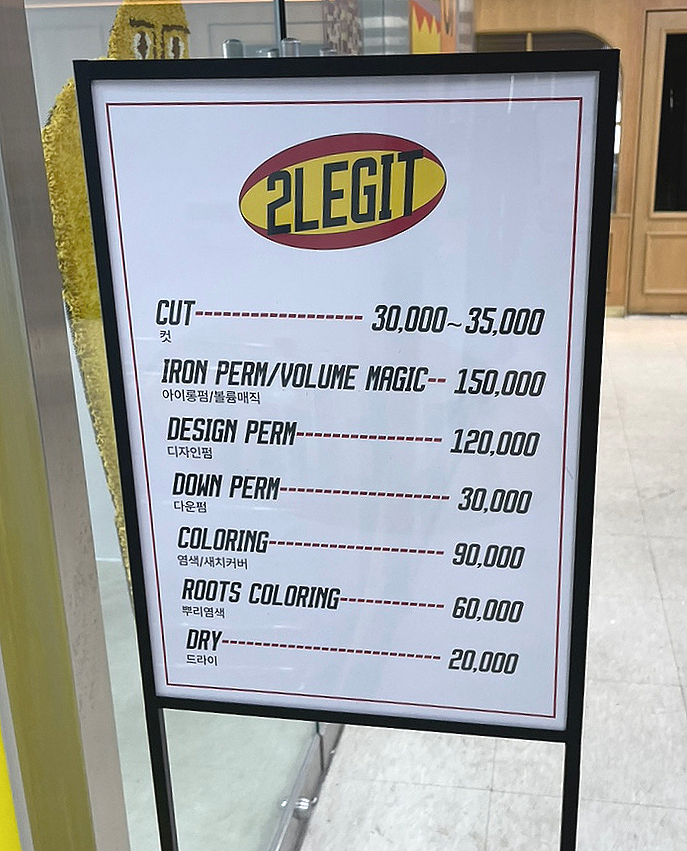 2LEGIT
CUT 30,000~35,000
컷
IRON PERM/VOLUME MAGIC 150,000
아이롱펌/볼륨매직
DESIGN PERM 120,000
디자인펌
DOWN PERM 30,000
다운펌
COLORING 90,000
염색/새치커버
ROOTS COLORING 60,000
뿌리염색
DRY 20,000
드라이